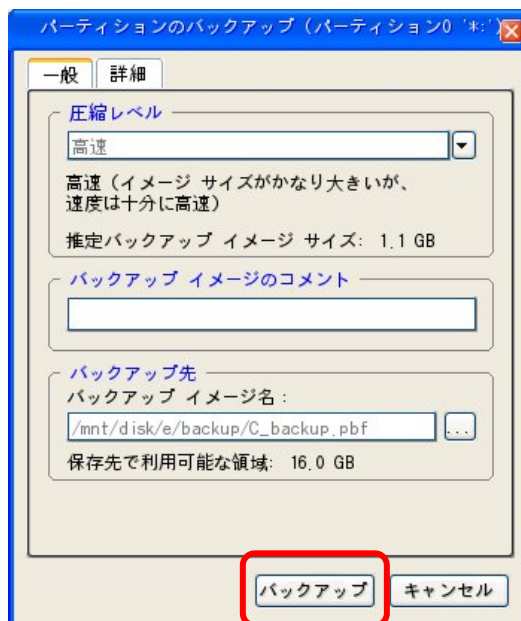 パーティションのバックアップ（パーティション0 '*:'）
一般 詳細
圧縮レベル
高速
高速（イメージ サイズがかなり大きいが、
速度は十分に高速）
推定バックアップ イメージ サイズ: 1.1 GB
バックアップ イメージのコメント
バックアップ先
バックアップ イメージ名：
/mnt/disk/e/backup/C_backup.pbf
...
保存先で利用可能な領域: 16.0 GB
バックアップ キャンセル